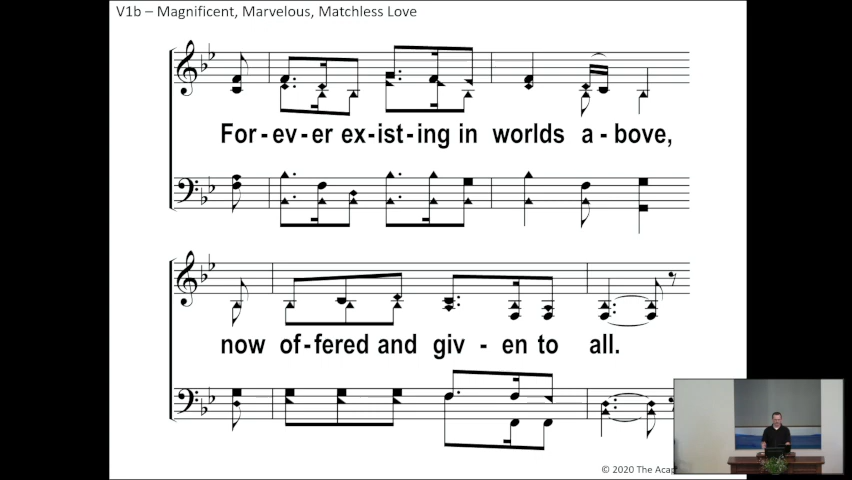 V1b – Magnificent, Marvelous, Matchless Love
For-ev-er ex-ist-ing in worlds a-bove,
now of-fered and giv - en to all.
© 2020 The